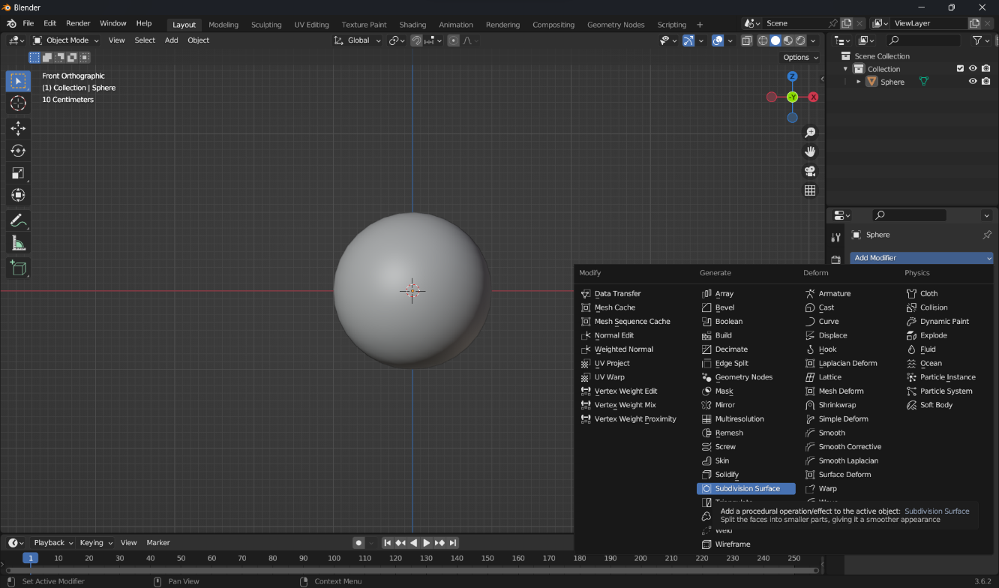 Blender
File Edit Render Window Help Layout Modeling Sculpting UV Editing Texture Paint Shading Animation Rendering Compositing Geometry Nodes Scripting + Scene ViewLayer
Object Mode View Select Add Object Global
Options
Front Orthographic
(1) Collection | Sphere
10 Centimeters
Z
-Y
X
Scene Collection
Collection
Sphere
Sphere
Add Modifier
Modify
Data Transfer
Mesh Cache
Mesh Sequence Cache
Normal Edit
Weighted Normal
UV Project
UV Warp
Vertex Weight Edit
Vertex Weight Mix
Vertex Weight Proximity
Generate
Array
Bevel
Boolean
Build
Decimate
Edge Split
Geometry Nodes
Mask
Mirror
Multiresolution
Remesh
Screw
Skin
Solidify
Subdivision Surface
Weld
Wireframe
Deform
Armature
Cast
Curve
Displace
Hook
Laplacian Deform
Lattice
Mesh Deform
Shrinkwrap
Simple Deform
Smooth
Smooth Corrective
Smooth Laplacian
Surface Deform
Warp
Physics
Cloth
Collision
Dynamic Paint
Explode
Fluid
Ocean
Particle Instance
Particle System
Soft Body
Add a procedural operation/effect to the active object: Subdivision Surface
Split the faces into smaller parts, giving it a smoother appearance
Playback Keying View Marker
1 10 20 30 40 50 60 70 80 90 100 110 120 130 140 150 160 170 180 190 200 210 220 230 240 250
Set Active Modifier Pan View Context Menu 3.6.2